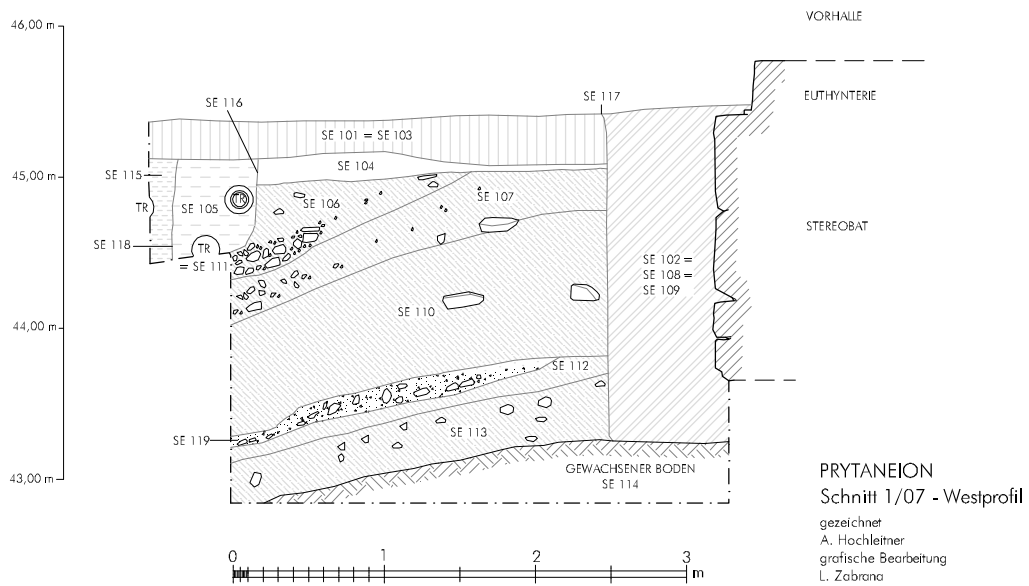 46,00 m
VORHALLE
EUTHYNTERIE
SE 116
SE 117
SE 101 = SE 103
SE 104
45,00 m
SE 115
TR
SE 105
TR
SE 106
SE 107
STEREOBAT
SE 118
TR
= SE 111
SE 102 =
SE 108 =
SE 109
44,00 m
SE 110
SE 112
SE 119
SE 113
43,00 m
GEWACHSENER BODEN
SE 114
PRYTANEION
Schnitt 1/07 - Westprofil
gezeichnet
A. Hochleitner
grafische Bearbeitung
L. Zabrana
0 1 2 3
m